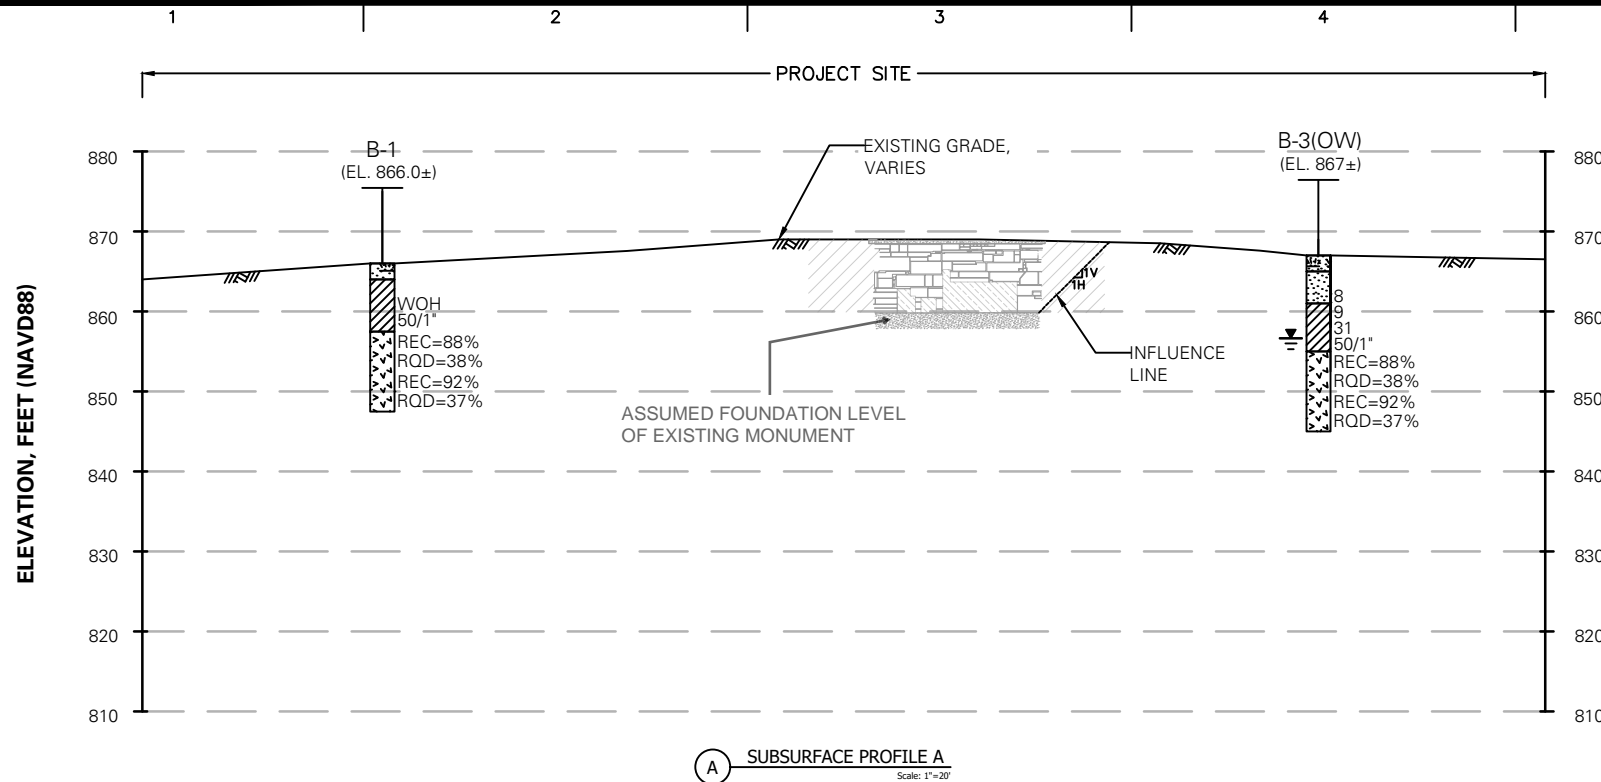 1 2 3 4
PROJECT SITE
880 880
B-1
(EL. 866.0±)
EXISTING GRADE,
VARIES
B-3(OW)
(EL. 867±)
870 870
1V
1H
860 860
WOH
50/1"
REC=88%
RQD=38%
REC=92%
RQD=37%
8
9
31
50/1"
REC=88%
RQD=38%
REC=92%
RQD=37%
INFLUENCE
LINE
850 850
ASSUMED FOUNDATION LEVEL
OF EXISTING MONUMENT
840 840
830 830
820 820
810 810
ELEVATION, FEET (NAVD88)
A SUBSURFACE PROFILE A
Scale: 1"=20'